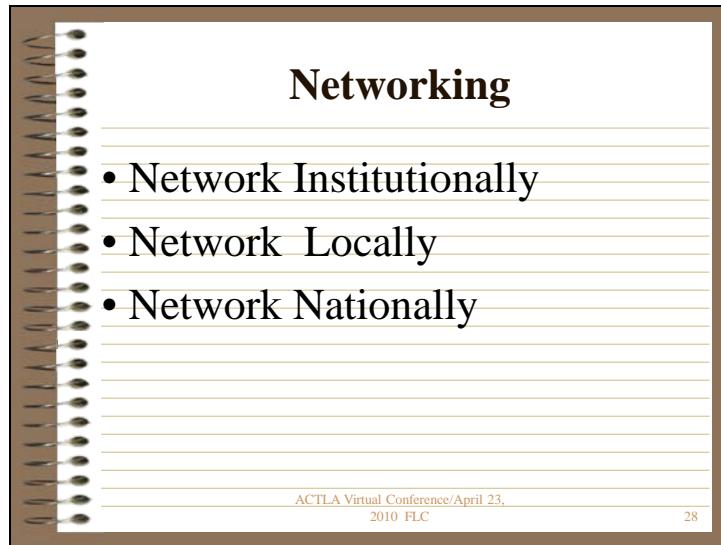 Networking
• Network Institutionally
• Network  Locally
• Network Nationally
ACTLA Virtual Conference/April 23,
2010  FLC
28